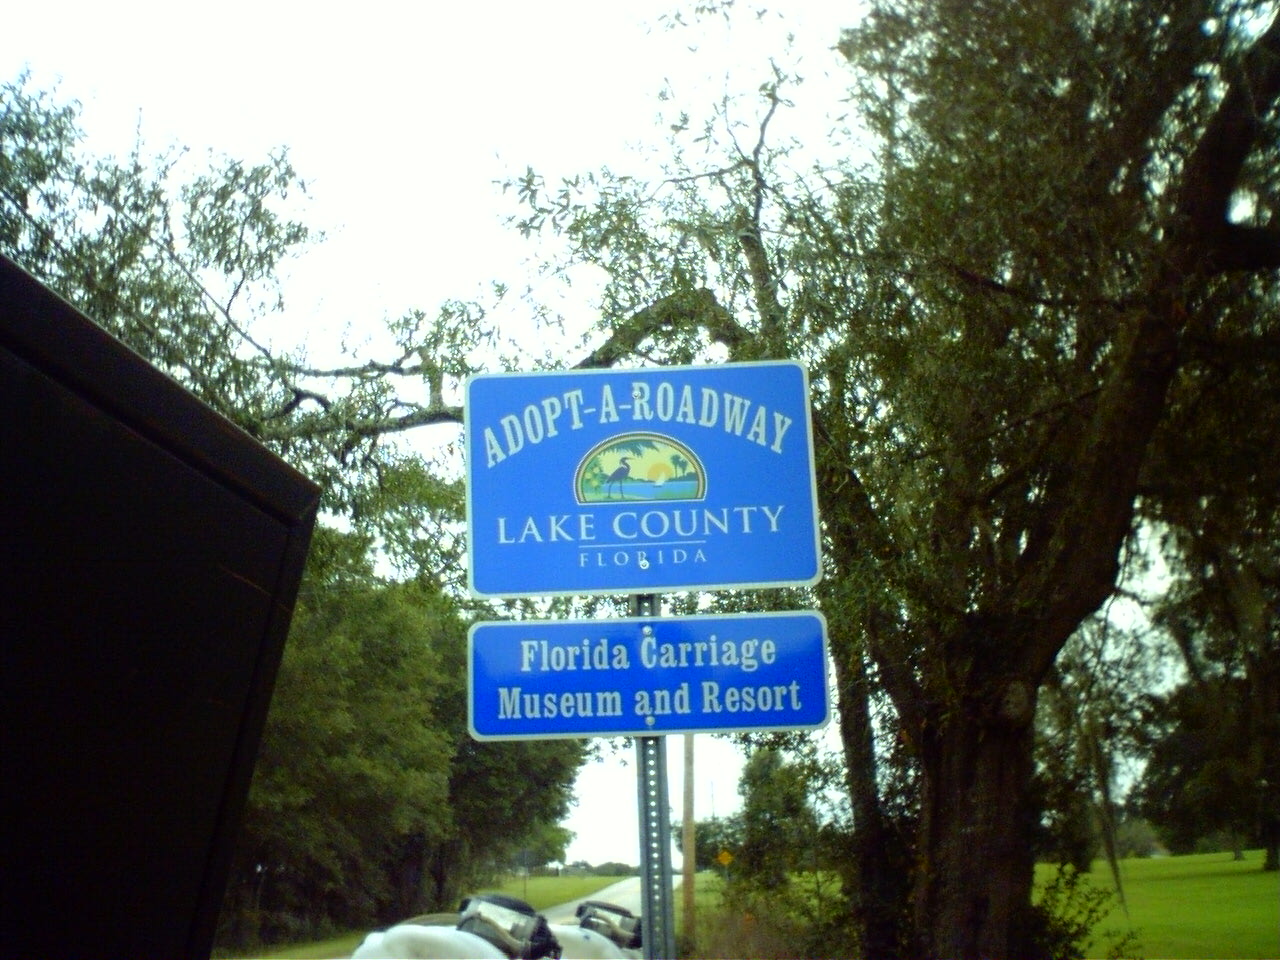 ADOPT-A-ROADWAY
LAKE COUNTY
FLORIDA
Florida Carriage
Museum and Resort